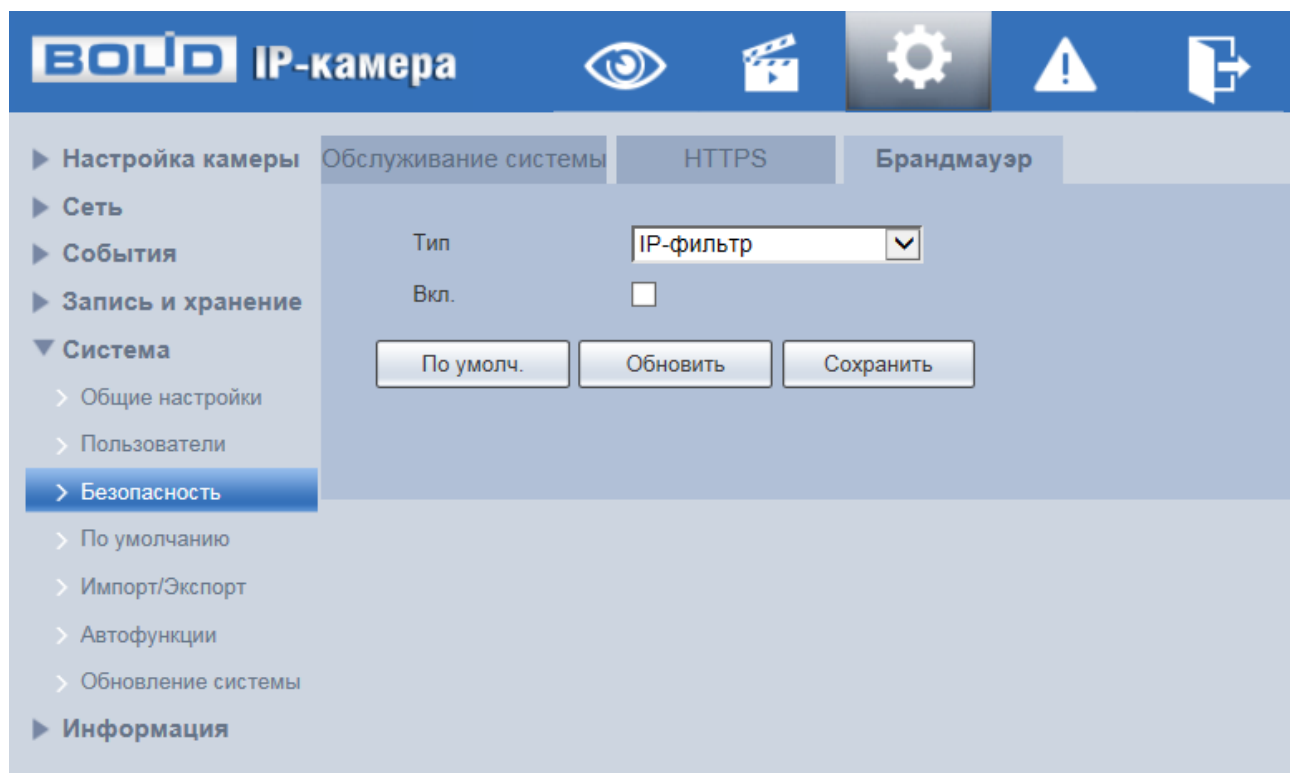 BOLID IP-камера
Обслуживание системы HTTPS Брандмауэр
Настройка камеры
Сеть
События
Запись и хранение
Система
Общие настройки
Пользователи
Безопасность
По умолчанию
Импорт/Экспорт
Автофункции
Обновление системы
Информация
Тип IP-фильтр
Вкл.
По умолч. Обновить Сохранить